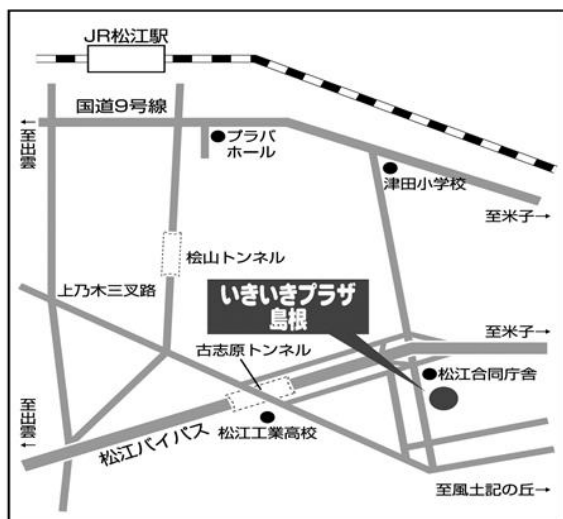 JR松江駅
国道9号線
←至出雲
プラバ
ホール
津田小学校
至米子→
桧山トンネル
上乃木三叉路
いきいきプラザ
島根
至米子→
古志原トンネル
松江合同庁舎
←至出雲
松江バイパス
松江工業高校
至風土記の丘→